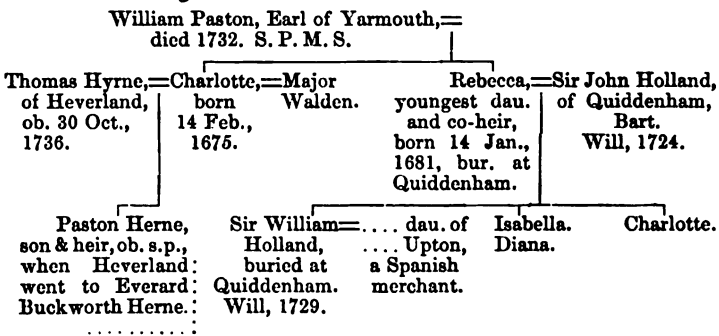 William Paston, Earl of Yarmouth,=
died 1732. S. P. M. S.
Thomas Hyrne,=Charlotte,=Major
of Heverland,
ob. 30 Oct.,
1736.
born
14 Feb.,
1675.
Walden.
Rebecca,=Sir John Holland,
youngest dau.
and co-heir,
born 14 Jan.,
1681, bur. at
Quiddenham.
of Quiddenham,
Bart.
Will, 1724.
Paston Herne,
son & heir, ob. s.p.,
when Heverland
went to Everard
Buckworth Herne.
Sir William=.... dau. of
Holland,
buried at
Quiddenham.
Will, 1729.
.... Upton,
a Spanish
merchant.
Isabella.
Diana.
Charlotte.